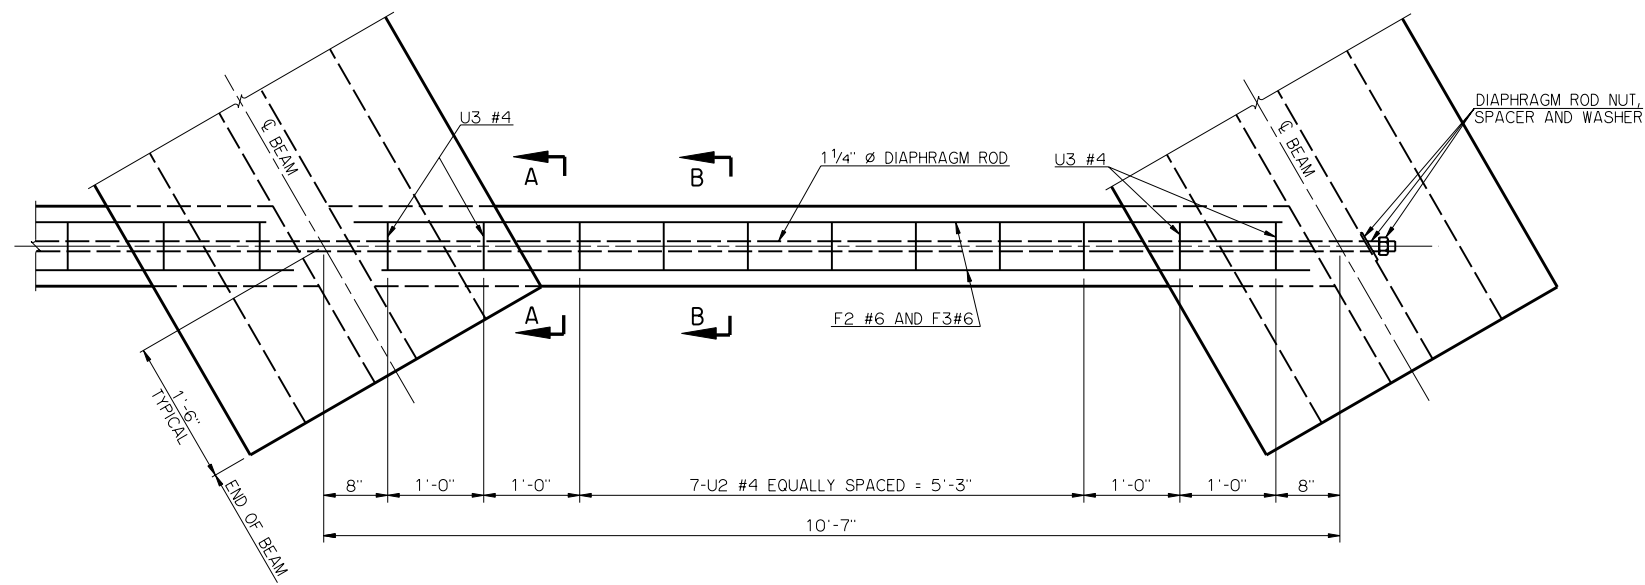 DIAPHRAGM ROD NUT,
SPACER AND WASHER
U3 #4
1 1/4" Ø DIAPHRAGM ROD
U3 #4
℄ BEAM
℄ BEAM
A
B
A
B
F2 #6 AND F3#6
1'-6"
TYPICAL
END OF BEAM
8"
1'-0"
1'-0"
7-U2 #4 EQUALLY SPACED = 5'-3"
1'-0"
1'-0"
8"
10'-7"